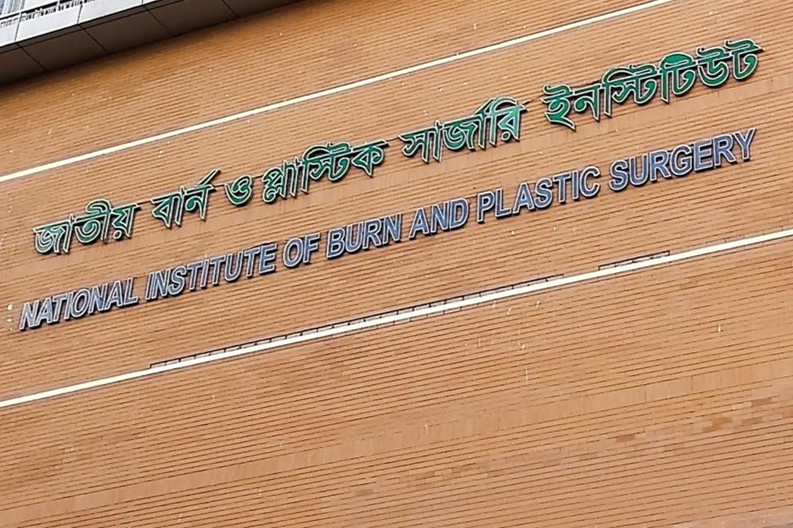 জাতীয় বার্ন ও প্লাস্টিক সার্জারি ইনস্টিটিউট
NATIONAL INSTITUTE OF BURN AND PLASTIC SURGERY